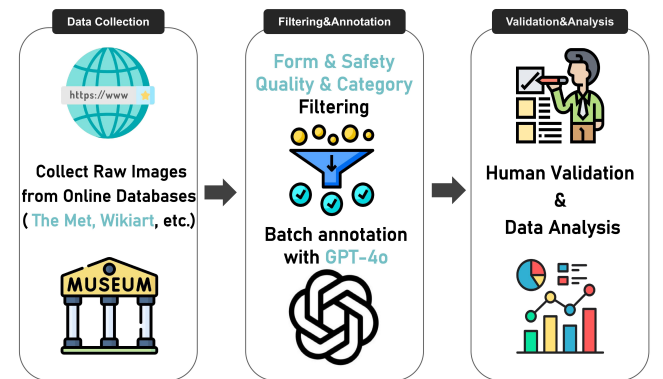 Data Collection
https://www
Collect Raw Images
from Online Databases
( The Met, Wikiart, etc.)
MUSEUM
Filtering&Annotation
Form & Safety
Quality & Category
Filtering
Batch annotation
with GPT-4o
Validation&Analysis
Human Validation
&
Data Analysis